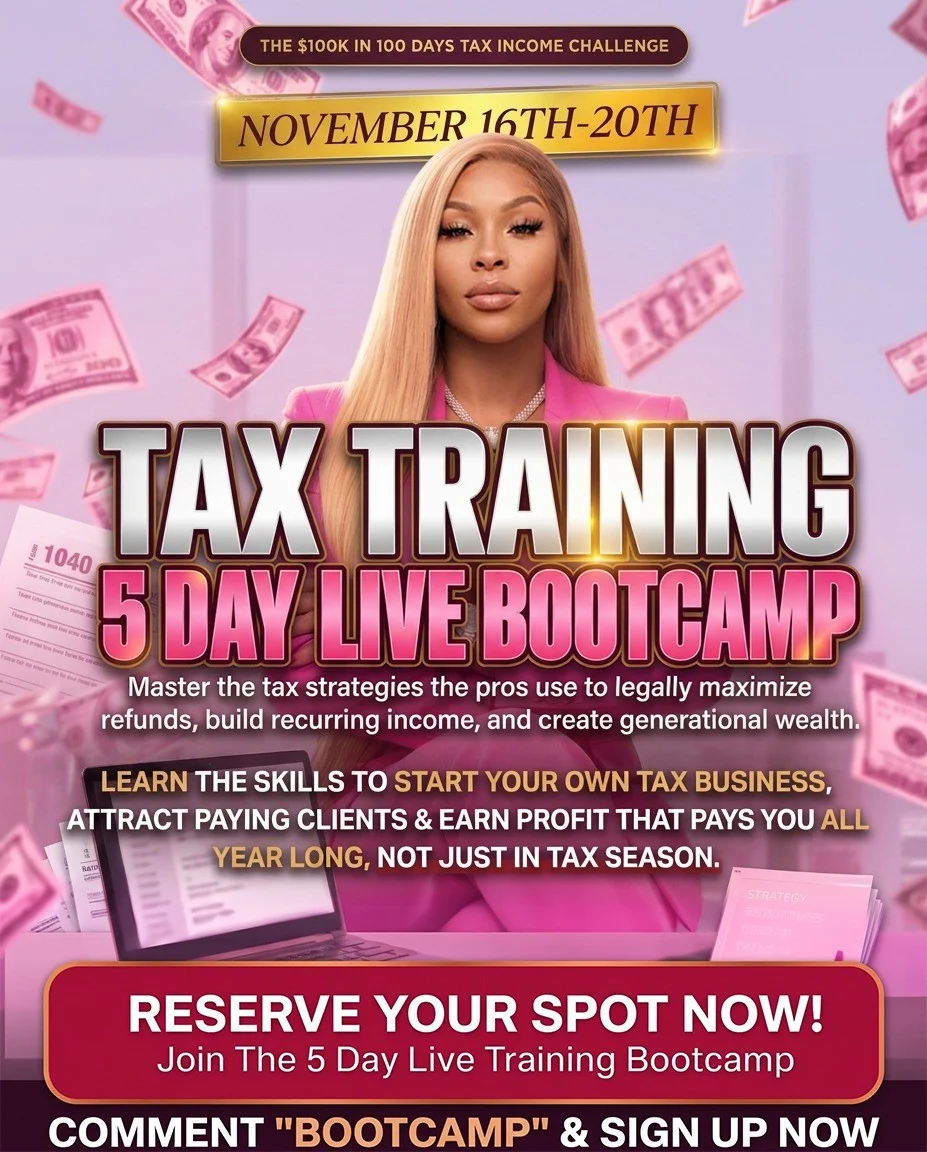 THE $100K IN 100 DAYS TAX INCOME CHALLENGE
NOVEMBER 16TH-20TH
TAX TRAINING
5 DAY LIVE BOOTCAMP
Master the tax strategies the pros use to legally maximize
refunds, build recurring income, and create generational wealth.
LEARN THE SKILLS TO START YOUR OWN TAX BUSINESS,
ATTRACT PAYING CLIENTS & EARN PROFIT THAT PAYS YOU ALL
YEAR LONG, NOT JUST IN TAX SEASON.
1040
STRATEGY
RESERVE YOUR SPOT NOW!
Join The 5 Day Live Training Bootcamp
COMMENT "BOOTCAMP" & SIGN UP NOW